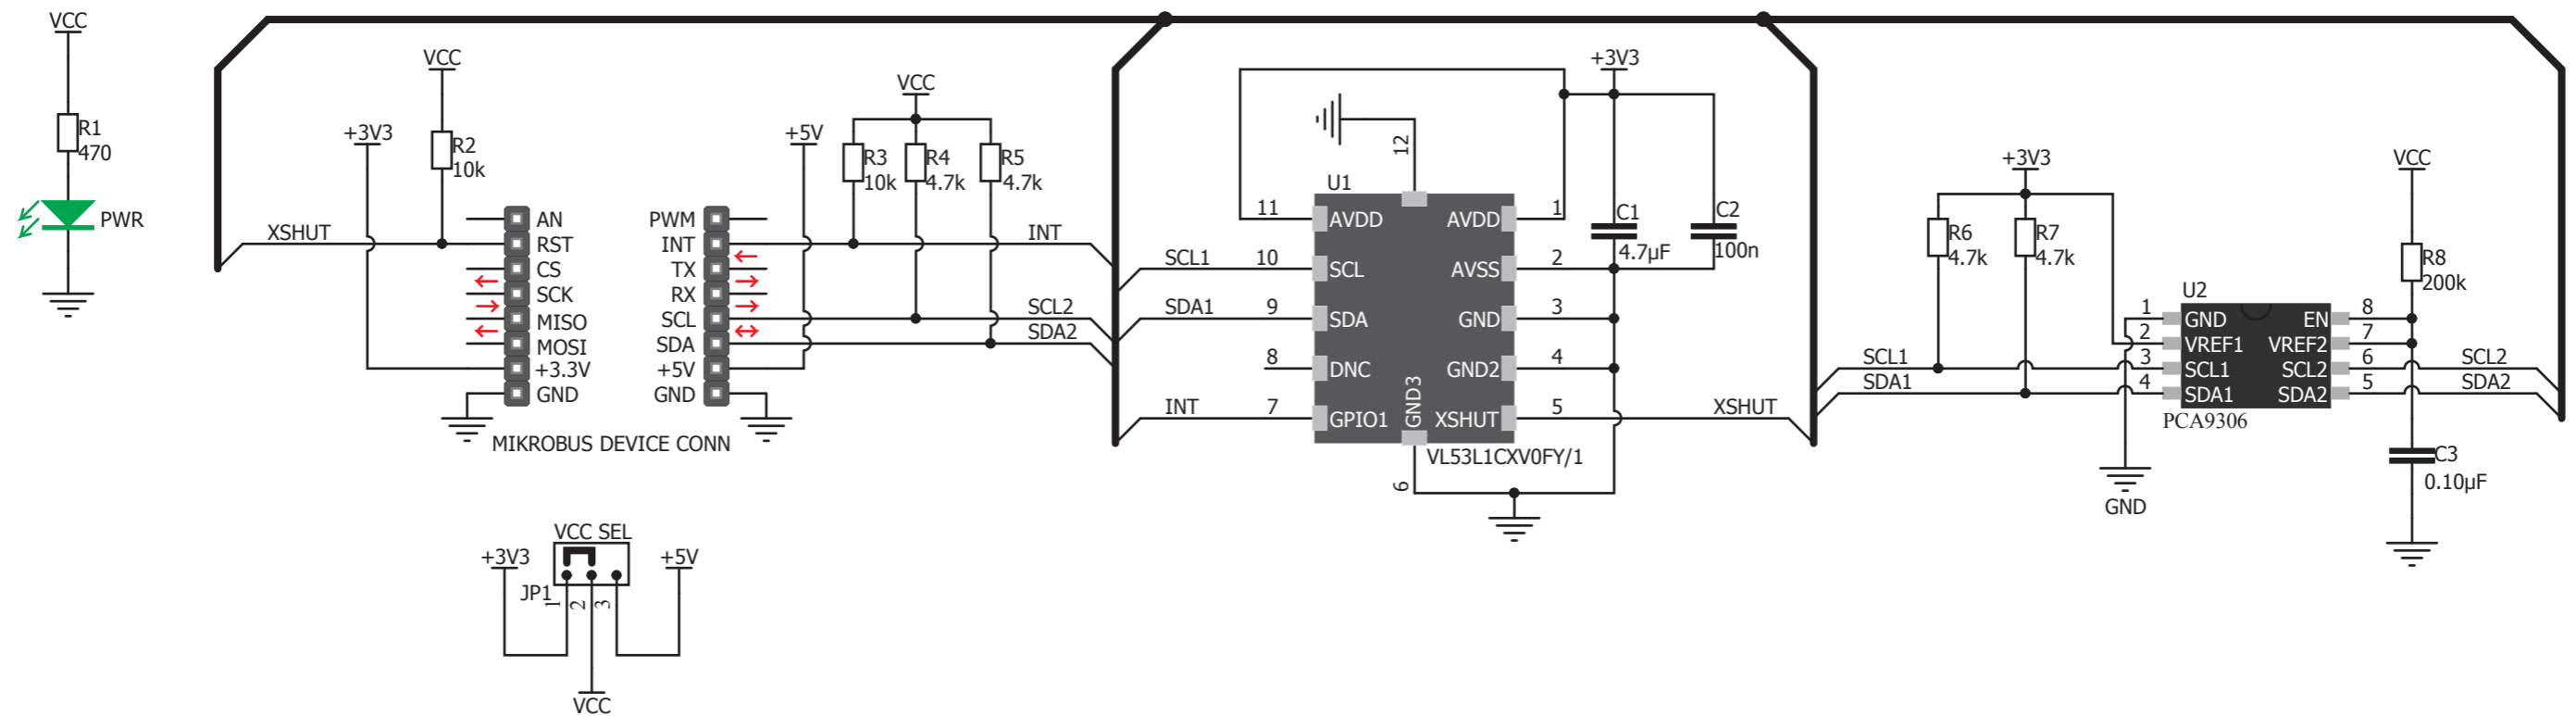 VCC
R1
470
PWR
VCC
R2
10k
+3V3
XSHUT
AN
RST
CS
SCK
MISO
MOSI
+3.3V
GND
PWM
INT
TX
RX
SCL
SDA
+5V
GND
MIKROBUS DEVICE CONN
+5V
VCC
R3
10k
R4
4.7k
R5
4.7k
INT
SCL2
SDA2
VCC SEL
+3V3
+5V
JP1
1
2
3
VCC
+3V3
12
U1
11
AVDD
AVDD
1
SCL1
10
SCL
AVSS
2
SDA1
9
SDA
GND
3
8
DNC
GND2
4
INT
7
GPIO1
GND3
XSHUT
5
XSHUT
6
VL53L1CXV0FY/1
C1
4.7µF
C2
100n
+3V3
R6
4.7k
R7
4.7k
VCC
R8
200k
U2
1
GND
EN
8
2
VREF1
VREF2
7
SCL1
3
SCL1
SCL2
6
SCL2
SDA1
4
SDA1
SDA2
5
SDA2
PCA9306
GND
C3
0.10µF